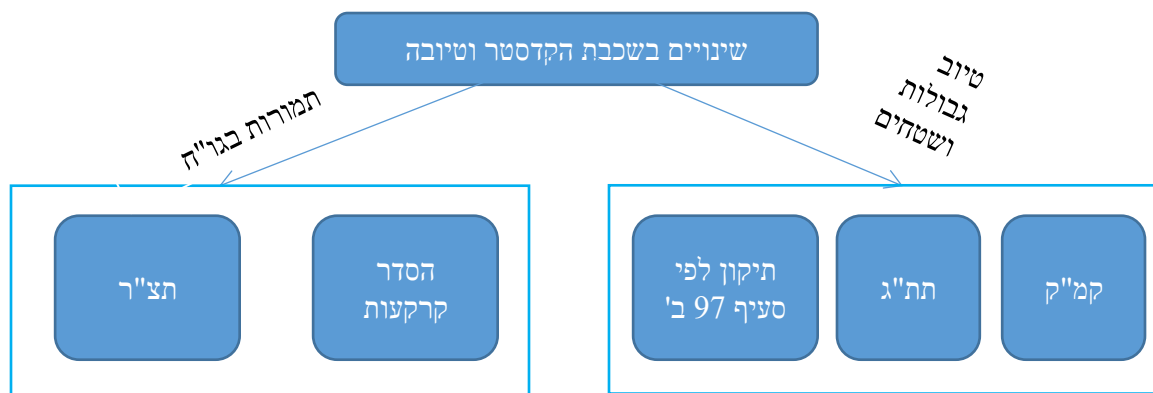 שינויים בשכבת הקדסטר וטיובה
טיוב
גבולות
ושטחים
תמורות בגו"ח
קמ"ק
תת"ג
תיקון לפי
סעיף 97 ב'
הסדר
קרקעות
תצ"ר